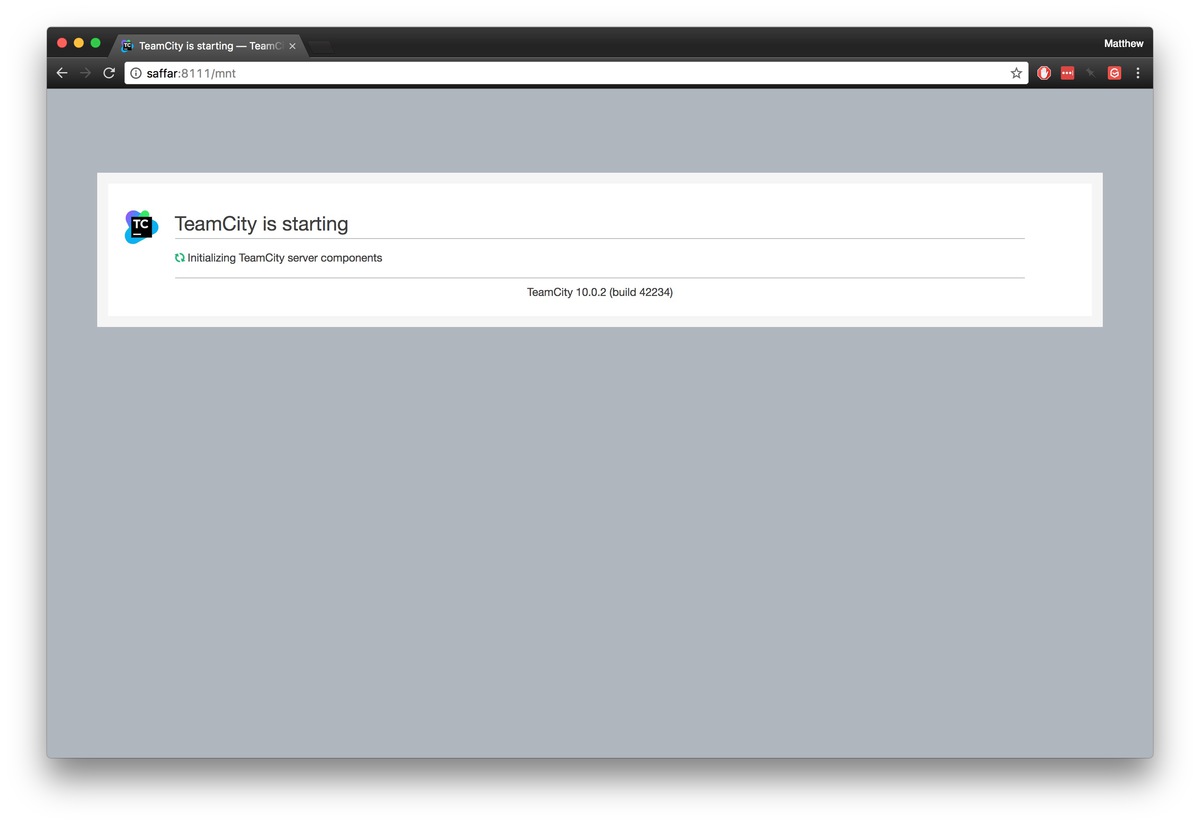 TeamCity is starting — TeamCi
Matthew
saffar:8111/mnt
TC
TeamCity is starting
Initializing TeamCity server components
TeamCity 10.0.2 (build 42234)